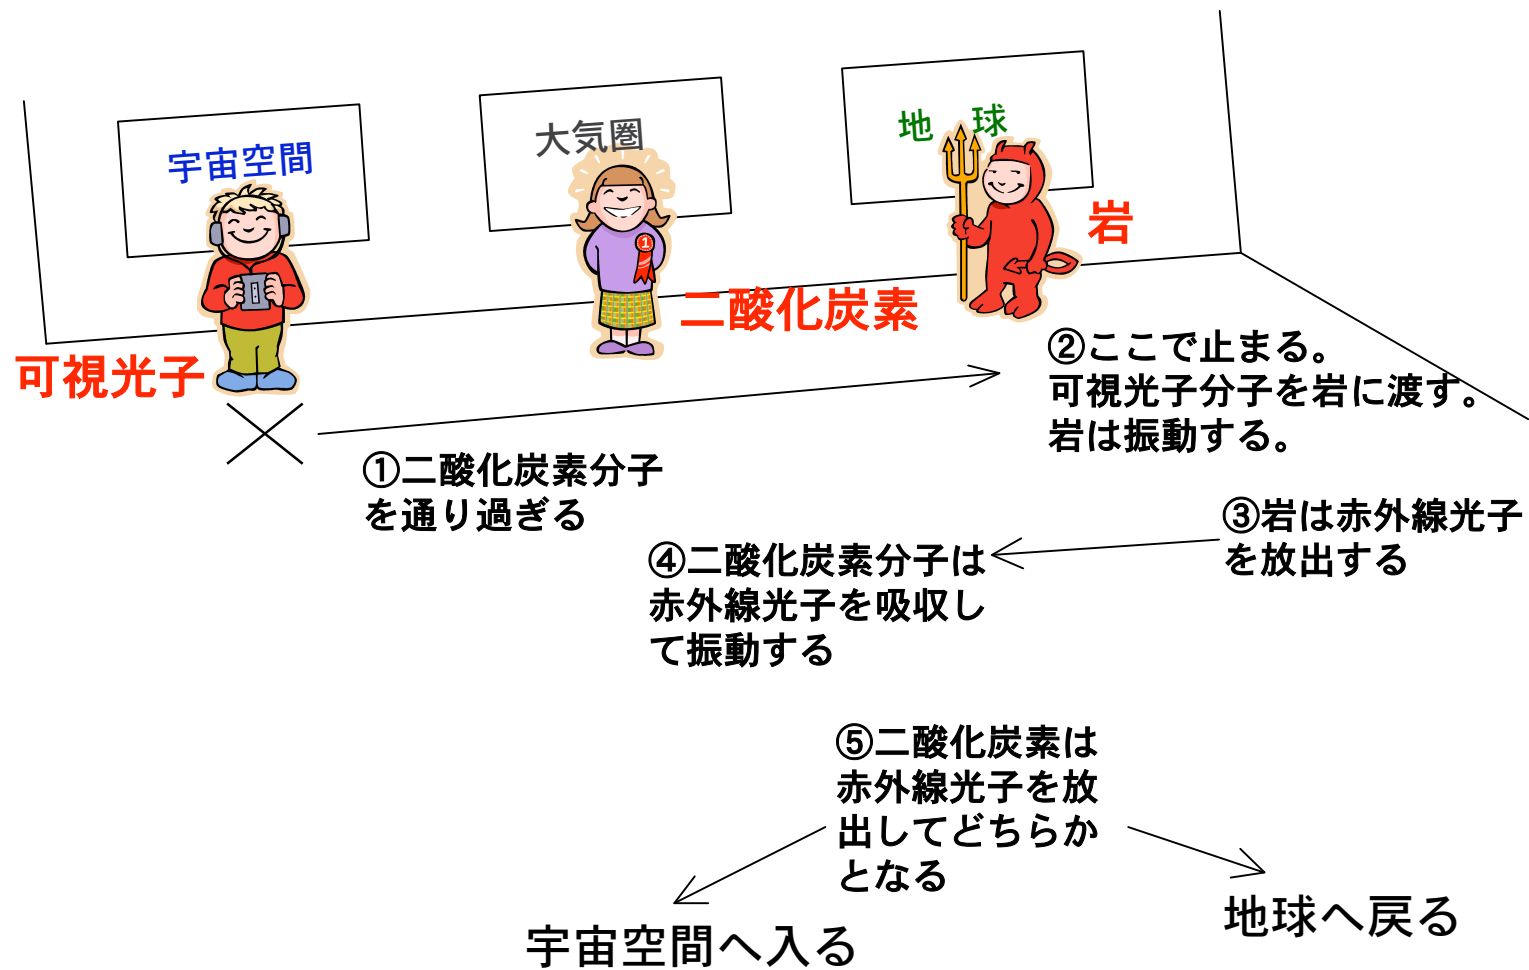 宇宙空間
大気圏
地 球
可視光子
二酸化炭素
岩
1
①二酸化炭素分子
を通り過ぎる
②ここで止まる。
可視光子分子を岩に渡す。
岩は振動する。
③岩は赤外線光子
を放出する
④二酸化炭素分子は
赤外線光子を吸収し
て振動する
⑤二酸化炭素は
赤外線光子を放
出してどちらか
となる
宇宙空間へ入る
地球へ戻る